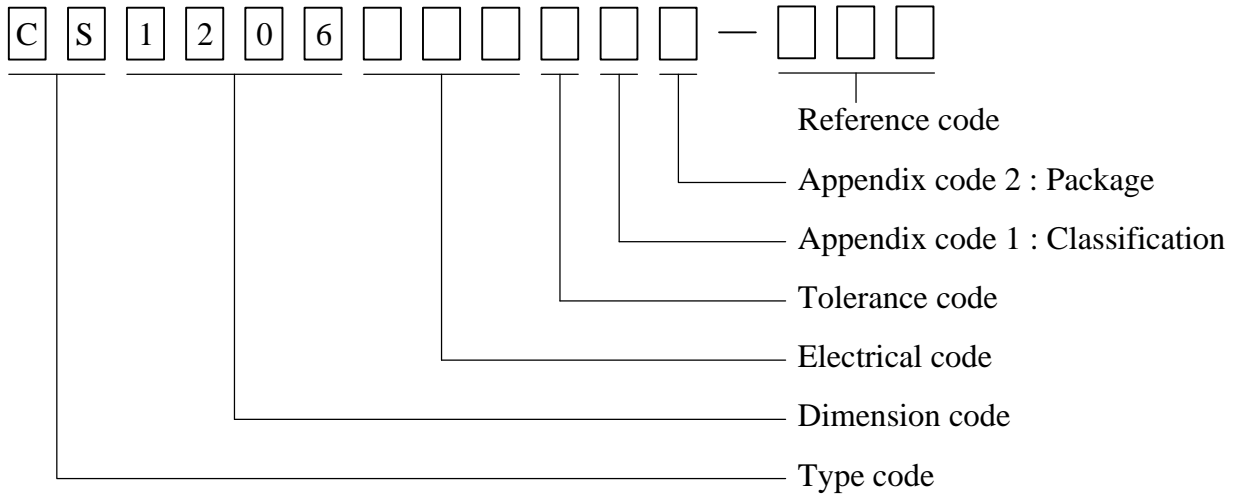 C S 1 2 0 6 —
Reference code
Appendix code 2 : Package
Appendix code 1 : Classification
Tolerance code
Electrical code
Dimension code
Type code